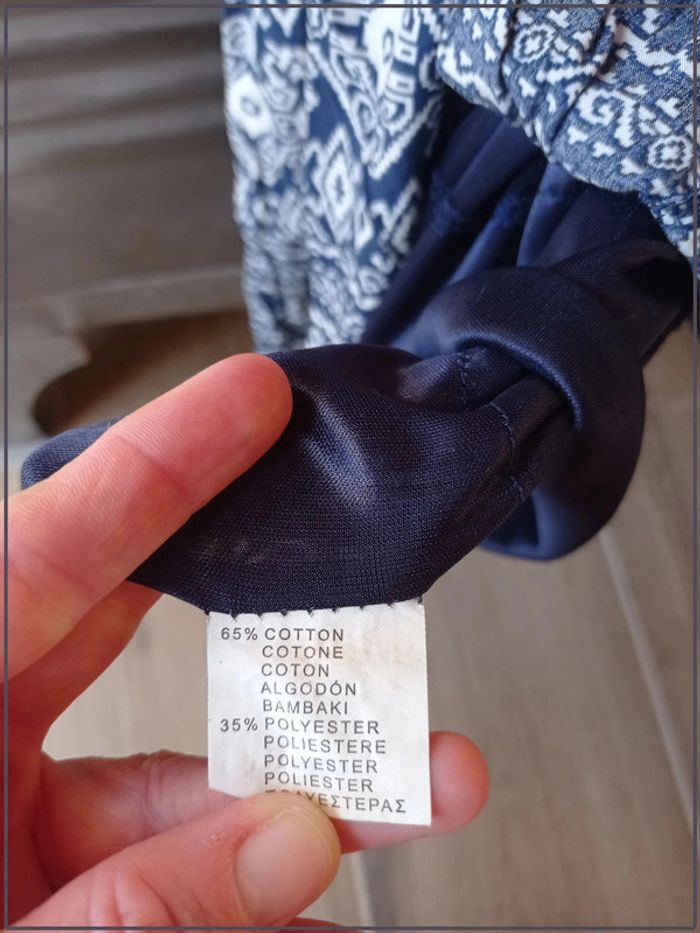 65% COTTON
COTONE
COTON
ALGODÓN
BAMBAKI
35% POLYESTER
POLIESTERE
POLYESTER
POLIESTER